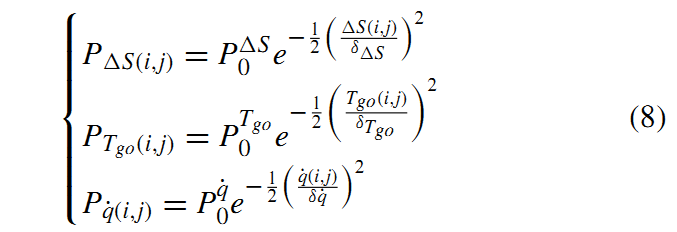 P_{ΔS(i,j)} = P_0^{ΔS} e^{-\frac{1}{2}\left(\frac{ΔS(i,j)}{δ_{ΔS}}\right)^2}
P_{T_{go}(i,j)} = P_0^{T_{go}} e^{-\frac{1}{2}\left(\frac{T_{go}(i,j)}{δ_{T_{go}}}\right)^2} (8)
P_{\dot{q}(i,j)} = P_0^{\dot{q}} e^{-\frac{1}{2}\left(\frac{\dot{q}(i,j)}{δ\dot{q}}\right)^2}